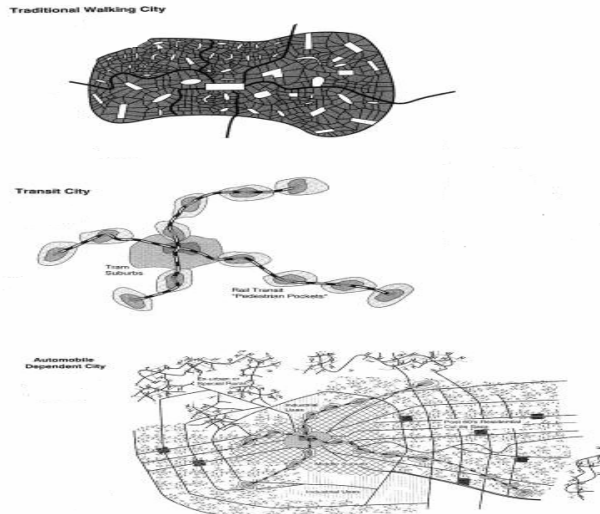 Traditional Walking City
Transit City
Tram
Suburbs
Rail Transit
"Pedestrian Pockets"
Automobile
Dependent City
Industrial
Uses
Industrial Uses